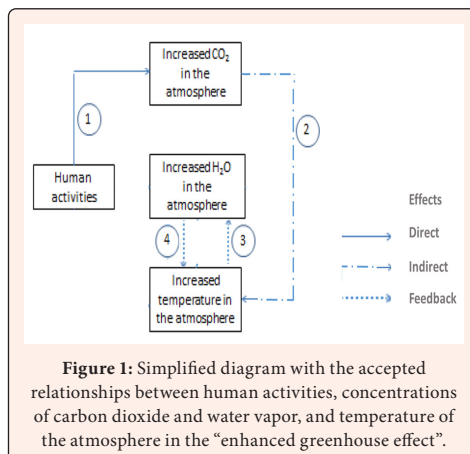 Increased CO₂
in the
atmosphere
1
2
Human
activities
Increased H₂O
in the
atmosphere
Effects
Direct
4
3
Indirect
Increased
temperature in
the atmosphere
Feedback
Figure 1: Simplified diagram with the accepted
relationships between human activities, concentrations
of carbon dioxide and water vapor, and temperature of
the atmosphere in the “enhanced greenhouse effect”.